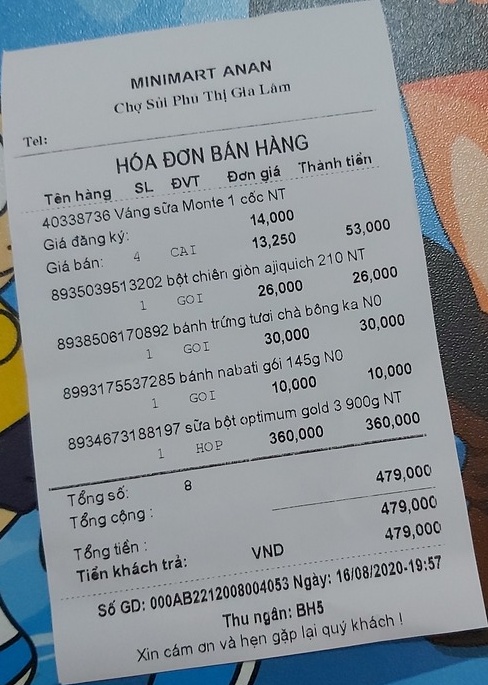 MINIMART ANAN
Chợ Sủi Phu Thị Gia Lâm
Tel:
HÓA ĐƠN BÁN HÀNG
Tên hàng SL ĐVT Đơn giá Thành tiền
40338736 Váng sữa Monte 1 cốc NT
Giá đăng ký: 14,000
Giá bán: 4 CAI 13,250 53,000
8935039513202 bột chiên giòn ajiquich 210 NT
1 GOI 26,000 26,000
8938506170892 bánh trứng tươi chà bông ka NO
1 GOI 30,000 30,000
8993175537285 bánh nabati gói 145g NO
1 GOI 10,000 10,000
8934673188197 sữa bột optimum gold 3 900g NT
1 HOP 360,000 360,000
Tổng số: 8 479,000
Tổng cộng :
479,000
Tổng tiền : 479,000
Tiền khách trả: VND
Số GD: 000AB2212008004053 Ngày: 16/08/2020-19:57
Thu ngân: BH5
Xin cám ơn và hẹn gặp lại quý khách !